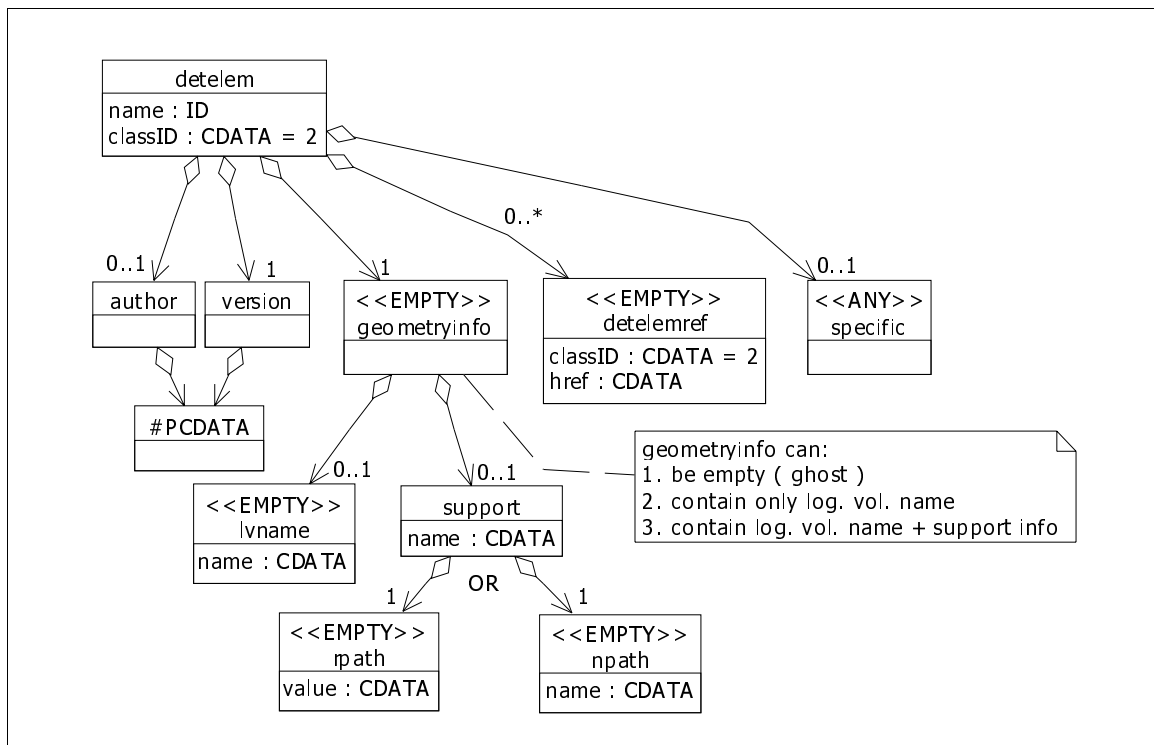 detelem
name : ID
classID : CDATA = 2
0..*
0..1
1
1
0..1
author
version
<<EMPTY>>
geometryinfo
<<EMPTY>>
detelemref
classID : CDATA = 2
href : CDATA
<<ANY>>
specific
#PCDATA
geometryinfo can:
1. be empty ( ghost )
2. contain only log. vol. name
3. contain log. vol. name + support info
0..1
0..1
<<EMPTY>>
lvname
name : CDATA
support
name : CDATA
OR
1
1
<<EMPTY>>
rpath
value : CDATA
<<EMPTY>>
npath
name : CDATA